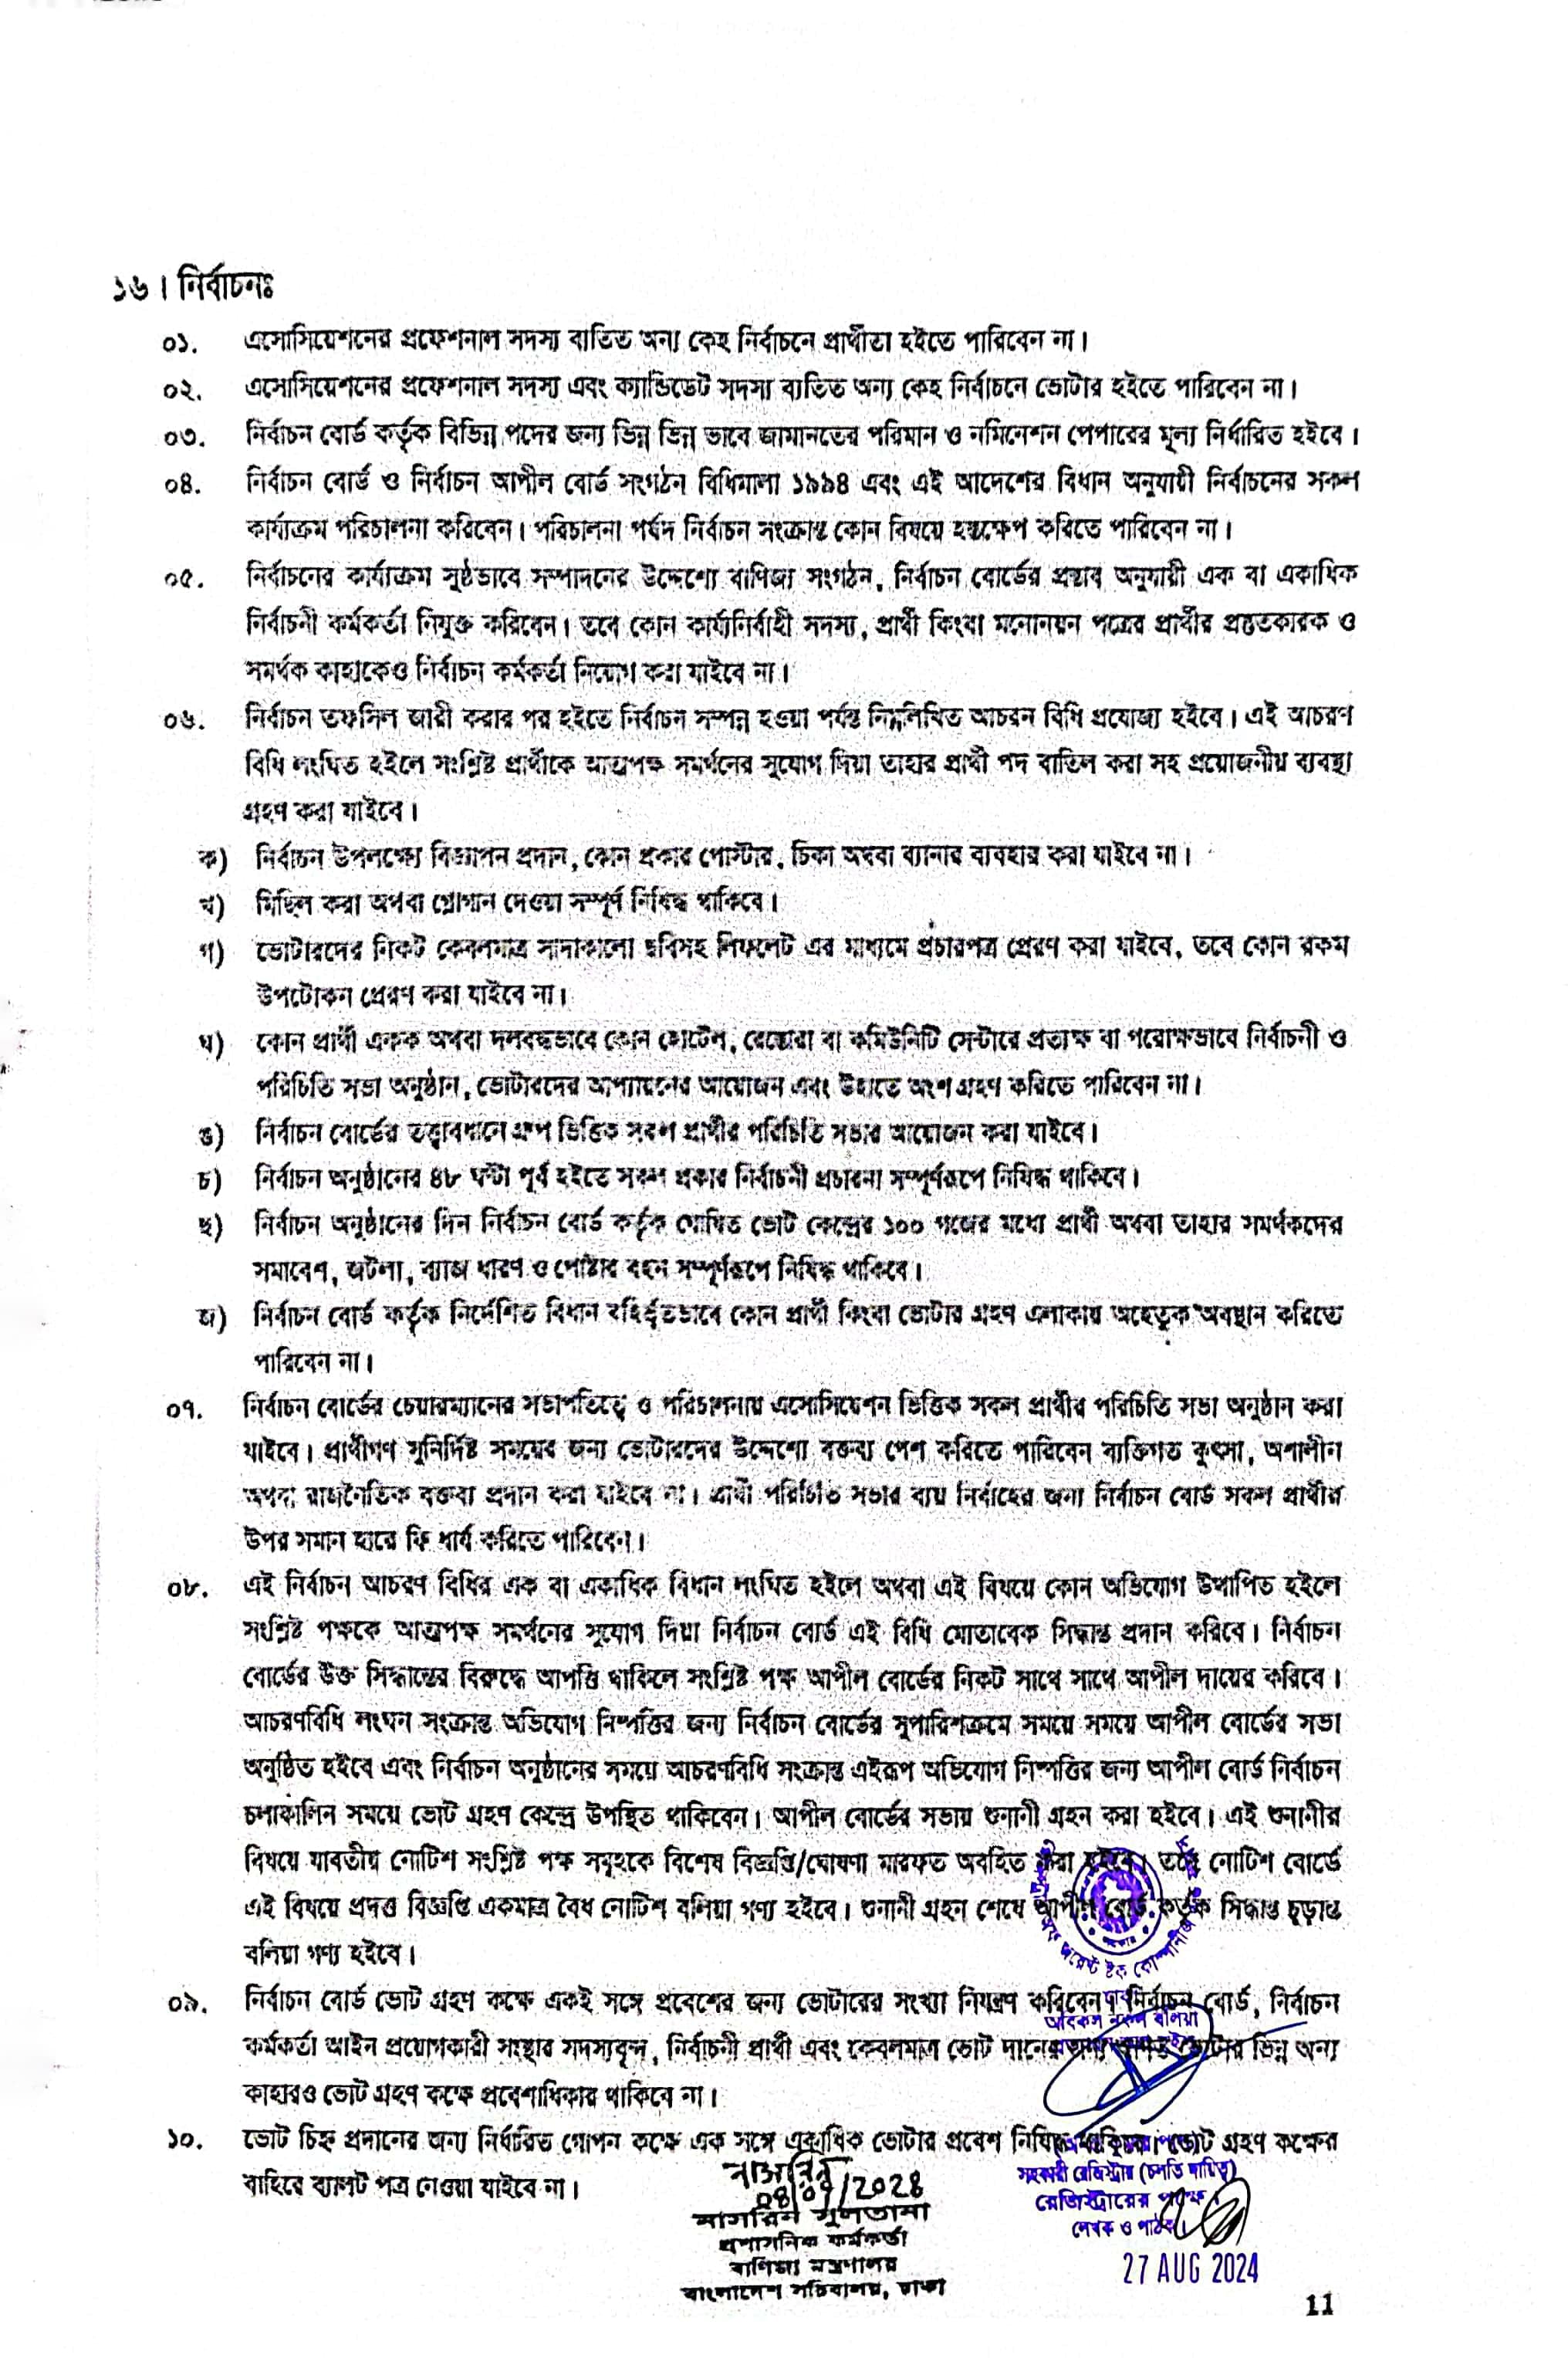 ১৬। নির্বাচনঃ
০১. এসোসিয়েশনের প্রফেশনাল সদস্য ব্যতিত অন্য কেহ নির্বাচনে প্রার্থীতা হইতে পারিবেন না।
০২. এসোসিয়েশনের প্রফেশনাল সদস্য এবং ক্যান্ডিডেট সদস্য ব্যতিত অন্য কেহ নির্বাচনে ভোটার হইতে পারিবেন না।
০৩. নির্বাচন বোর্ড কর্তৃক বিভিন্ন পদের জন্য ভিন্ন ভিন্ন ভাবে জামানতের পরিমান ও নমিনেশন পেপারের মূল্য নির্ধারিত হইবে।
০৪. নির্বাচন বোর্ড ও নির্বাচন আপীল বোর্ড সংগঠন বিধিমালা ১৯৯৪ এবং এই আদেশের বিধান অনুযায়ী নির্বাচনের সকল
কার্য্যক্রম পরিচালনা করিবেন। পরিচালনা পর্ষদ নির্বাচন সংক্রান্ত কোন বিষয়ে হস্তক্ষেপ করিতে পারিবেন না।
০৫. নির্বাচনের কার্য্যক্রম সুষ্ঠভাবে সম্পাদনের উদ্দেশ্যে বাণিজ্য সংগঠন, নির্বাচন বোর্ডের প্রস্তাব অনুযায়ী এক বা একাধিক
নির্বাচনী কর্মকর্তা নিযুক্ত করিবেন। তবে কোন কার্য্যনির্বাহী সদস্য, প্রার্থী কিংবা মনোনয়ন পত্রের প্রার্থীর প্রস্তুতকারক ও
সমর্থক কাহাকেও নির্বাচন কর্মকর্তা নিয়োগ করা যাইবে না।
০৬. নির্বাচন তফসিল জারী করার পর হইতে নির্বাচন সম্পন্ন হওয়া পর্যন্ত নিম্নলিখিত আচরন বিধি প্রযোজ্য হইবে। এই আচরণ
বিধি লংঘিত হইলে সংশ্লিষ্ট প্রার্থীকে আত্মপক্ষ সমর্থনের সুযোগ দিয়া তাহার প্রার্থী পদ বাতিল করা সহ প্রয়োজনীয় ব্যবস্থা
গ্রহণ করা যাইবে।
ক) নির্বাচন উপলক্ষ্যে বিজ্ঞাপন প্রদান, কোন প্রকার পোস্টার, চিকা অথবা ব্যানার ব্যবহার করা যাইবে না।
খ) মিছিল করা অথবা শ্লোগান দেওয়া সম্পূর্ণ নিষিদ্ধ থাকিবে।
গ) ভোটারদের নিকট কেবলমাত্র সাদাকালো ছবিসহ লিফলেট এর মাধ্যমে প্রচারপত্র প্রেরণ করা যাইবে, তবে কোন রকম
উপঢৌকন প্রেরণ করা যাইবে না।
ঘ) কোন প্রার্থী একক অথবা দলবদ্ধভাবে কোন হোটেল, রেস্তোরা বা কমিউনিটি সেন্টারে প্রত্যক্ষ বা পরোক্ষভাবে নির্বাচনী ও
পরিচিতি সভা অনুষ্ঠান, ভোটারদের আপ্যায়নের আয়োজন এবং উহাতে অংশ গ্রহণ করিতে পারিবেন না।
ঙ) নির্বাচন বোর্ডের তত্ত্বাবধানে গ্রুপ ভিত্তিক সকল প্রার্থীর পরিচিতি সভার আয়োজন করা যাইবে।
চ) নির্বাচন অনুষ্ঠানের ৪৮ ঘন্টা পূর্ব হইতে সকল প্রকার নির্বাচনী প্রচারনা সম্পূর্ণরূপে নিষিদ্ধ থাকিবে।
ছ) নির্বাচন অনুষ্ঠানের দিন নির্বাচন বোর্ড কর্তৃক ঘোষিত ভোট কেন্দ্রের ১০০ গজের মধ্যে প্রার্থী অথবা তাহার সমর্থকদের
সমাবেশ, জটলা, ব্যাজ ধারণ ও পোষ্টার বহন সম্পূর্ণরূপে নিষিদ্ধ থাকিবে।
জ) নির্বাচন বোর্ড কর্তৃক নির্দেশিত বিধান বহির্ভূতভাবে কোন প্রার্থী কিংবা ভোটার গ্রহণ এলাকায় অহেতুক অবস্থান করিতে
পারিবেন না।
০৭. নির্বাচন বোর্ডের চেয়ারম্যানের সভাপতিত্বে ও পরিচালনায় এসোসিয়েশন ভিত্তিক সকল প্রার্থীর পরিচিতি সভা অনুষ্ঠান করা
যাইবে। প্রার্থীগণ সুনির্দিষ্ট সময়ের জন্য ভোটারদের উদ্দেশ্যে বক্তব্য পেশ করিতে পারিবেন ব্যক্তিগত কুৎসা, অশালীন
অথবা রাজনৈতিক বক্তব্য প্রদান করা যাইবে না। প্রার্থী পরিচিতি সভার ব্যয় নির্বাহের জন্য নির্বাচন বোর্ড সকল প্রার্থীর
উপর সমান হারে ফি ধার্য করিতে পারিবেন।
০৮. এই নির্বাচন আচরণ বিধির এক বা একাধিক বিধান লংঘিত হইলে অথবা এই বিষয়ে কোন অভিযোগ উত্থাপিত হইলে
সংশ্লিষ্ট পক্ষকে আত্মপক্ষ সমর্থনের সুযোগ দিয়া নির্বাচন বোর্ড এই বিধি মোতাবেক সিদ্ধান্ত প্রদান করিবে। নির্বাচন
বোর্ডের উক্ত সিদ্ধান্তের বিরুদ্ধে আপত্তি থাকিলে সংশ্লিষ্ট পক্ষ আপীল বোর্ডের নিকট সাথে সাথে আপীল দায়ের করিবে।
আচরণবিধি লংঘন সংক্রান্ত অভিযোগ নিষ্পত্তির জন্য নির্বাচন বোর্ডের সুপারিশক্রমে সময়ে সময়ে আপীল বোর্ডের সভা
অনুষ্ঠিত হইবে এবং নির্বাচন অনুষ্ঠানের সময়ে আচরণবিধি সংক্রান্ত এইরূপ অভিযোগ নিষ্পত্তির জন্য আপীল বোর্ড নির্বাচন
চলাকালিন সময়ে ভোট গ্রহণ কেন্দ্রে উপস্থিত থাকিবেন। আপীল বোর্ডের সভায় শুনানী গ্রহন করা হইবে। এই শুনানীর
বিষয়ে যাবতীয় নোটিশ সংশ্লিষ্ট পক্ষ সমূহকে বিশেষ বিজ্ঞপ্তি/ঘোষণা মারফত অবহিত করা হইবে। তবে নোটিশ বোর্ডে
এই বিষয়ে প্রদত্ত বিজ্ঞপ্তি একমাত্র বৈধ নোটিশ বলিয়া গণ্য হইবে। শুনানী গ্রহন শেষে আপীল বোর্ড কর্তৃক সিদ্ধান্ত চূড়ান্ত
বলিয়া গণ্য হইবে।
০৯. নির্বাচন বোর্ড ভোট গ্রহণ কক্ষে একই সঙ্গে প্রবেশের জন্য ভোটারের সংখ্যা নিয়ন্ত্রণ করিবেন। নির্বাচন বোর্ড, নির্বাচন
কর্মকর্তা আইন প্রয়োগকারী সংস্থার সদস্যবৃন্দ, নির্বাচনী প্রার্থী এবং কেবলমাত্র ভোট দানের জন্য ভোটার ভিন্ন অন্য
কাহারও ভোট গ্রহণ কক্ষে প্রবেশাধিকার থাকিবে না।
১০. ভোট চিহ্ন প্রদানের জন্য নির্ধারিত গোপন কক্ষে এক সঙ্গে একাধিক ভোটার প্রবেশ নিষিদ্ধ থাকিবে। ভোট গ্রহণ কক্ষের
বাহিরে ব্যালট পত্র নেওয়া যাইবে না।
অবিকল নকল বলিয়া
সহকারী রেজিস্ট্রার (চলতি দায়িত্ব)
রেজিস্ট্রারের পক্ষে।
লেখক ও পাঠক।
27 AUG 2024
নাজরিন সুলতানা
প্রশাসনিক কর্মকর্তা
বাণিজ্য মন্ত্রণালয়
বাংলাদেশ সচিবালয়, ঢাকা
11